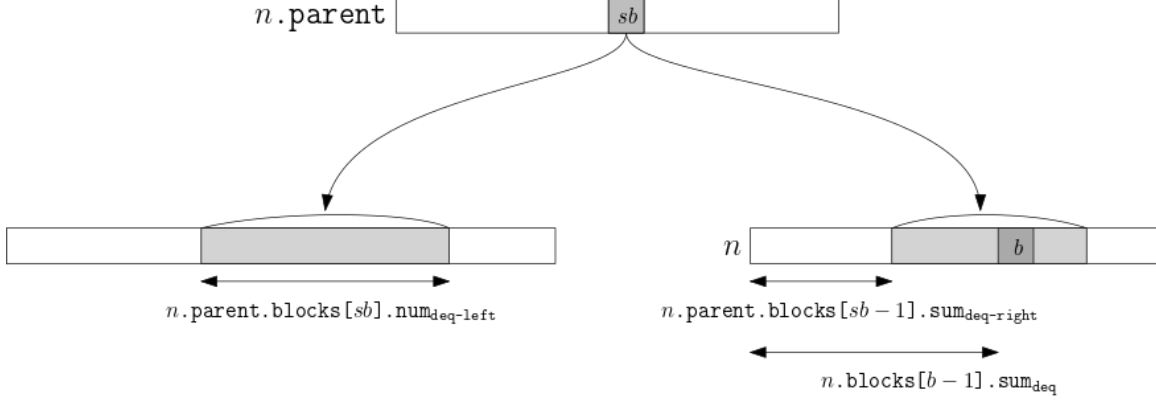 n.parent
sb
n
b
n.parent.blocks[sb].num_deq-left
n.parent.blocks[sb − 1].sum_deq-right
n.blocks[b − 1].sum_deq